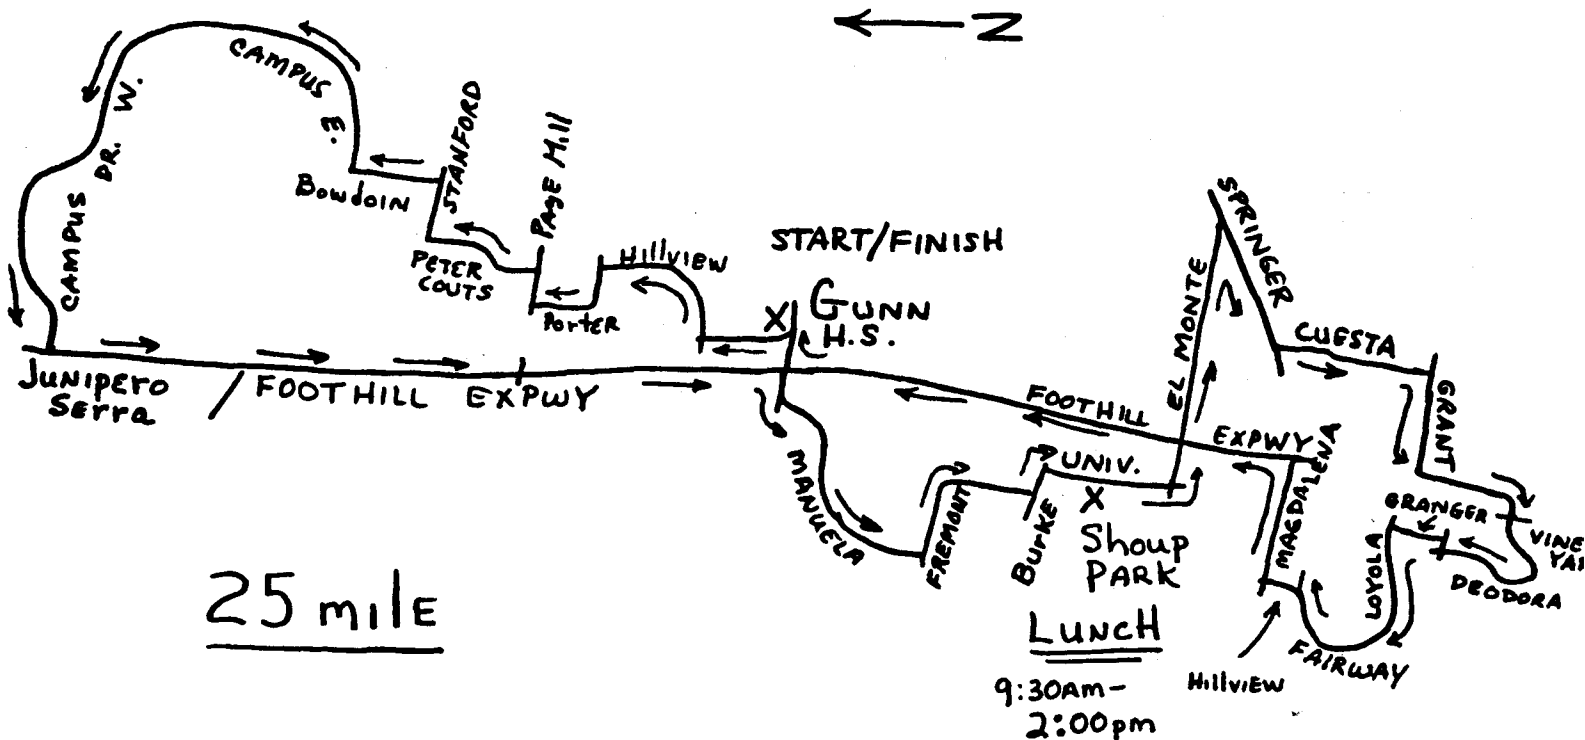 N
CAMPUS E.
CAMPUS DR. W.
STANFORD
PAGE Mill
Bowdoin
PETER
COUTS
Hillview
Porter
START/FINISH
X GUNN
H.S.
JUNIPERO
SERRA / FOOTHILL EXPWY
SPRINGER
EL MONTE
CUESTA
GRANT
FOOTHILL EXPWY
MANUELA
FREMONT
BURKE
UNIV.
X
Shoup
PARK
LUNCH
9:30AM-
2:00pm
MAGDALENA
GRANGER
LOYOLA
DEODORA
FAIRWAY
HillVIEW
25 milE